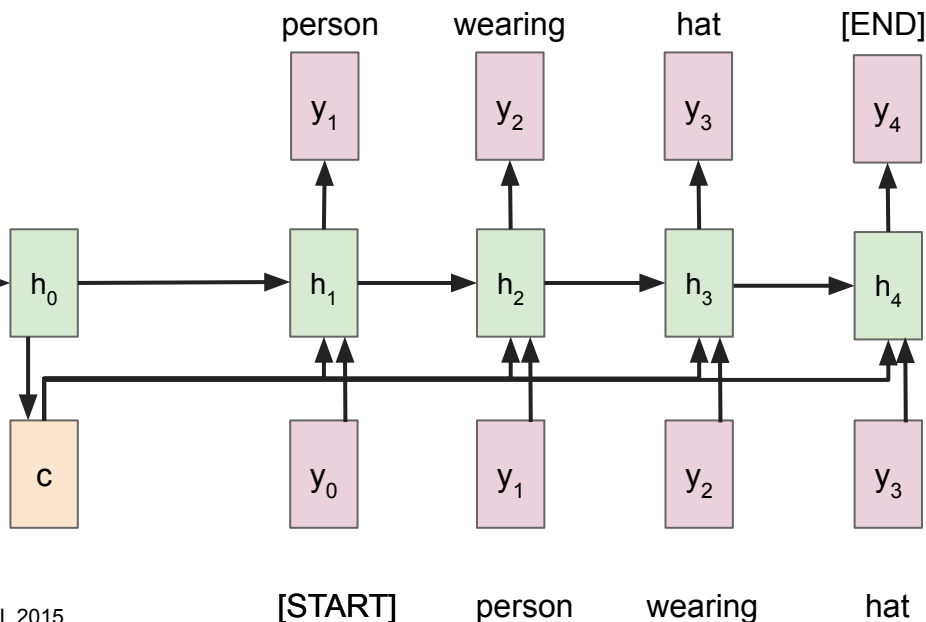 person wearing hat [END]
y1 y2 y3 y4
h0 h1 h2 h3 h4
c y0 y1 y2 y3
2015 [START] person wearing hat